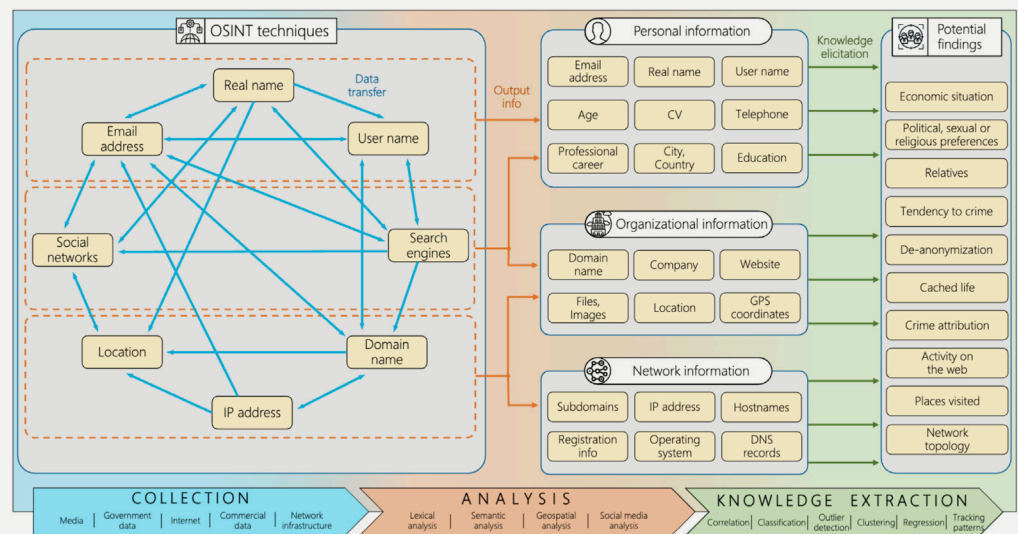 OSINT techniques
Real name
Data
transfer
Email
address
User name
Social
networks
Search
engines
Location
Domain
name
IP address
Output
info
Personal information
Email
address
Real name
User name
Age
CV
Telephone
Professional
career
City,
Country
Education
Organizational information
Domain
name
Company
Website
Files,
Images
Location
GPS
coordinates
Network information
Subdomains
IP address
Hostnames
Registration
info
Operating
system
DNS
records
Knowledge
elicitation
Potential
findings
Economic situation
Political, sexual or
religious preferences
Relatives
Tendency to crime
De-anonymization
Cached life
Crime attribution
Activity on
the web
Places visited
Network
topology
COLLECTION
Media
Government
data
Internet
Commercial
data
Network
infrastructure
ANALYSIS
Lexical
analysis
Semantic
analysis
Geospatial
analysis
Social media
analysis
KNOWLEDGE EXTRACTION
Correlation
Classification
Outlier
detection
Clustering
Regression
Tracking
patterns